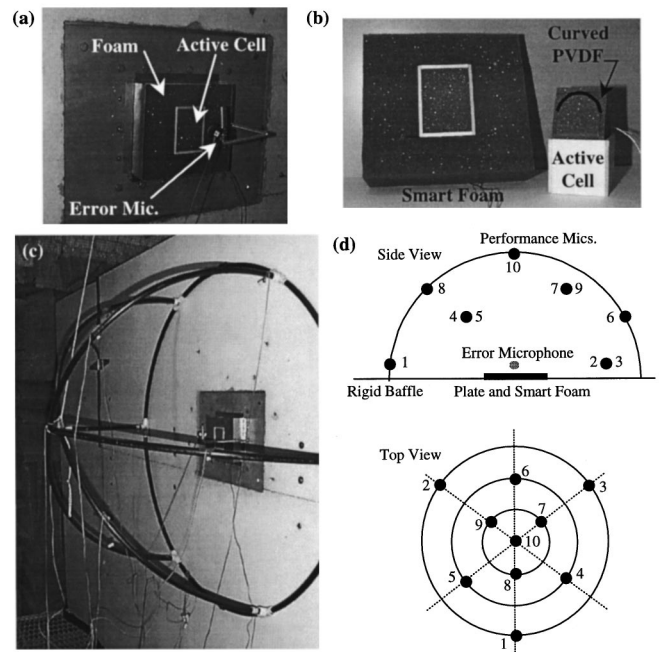 (a)
Foam
Active Cell
Error Mic.
(b)
Curved
PVDF
Active
Cell
Smart Foam
(c)
(d)
Performance Mics.
Side View
10
8
7 9
4 5
6
Error Microphone
1
2 3
Rigid Baffle
Plate and Smart Foam
Top View
6
2
3
9
7
10
5
8
4
1